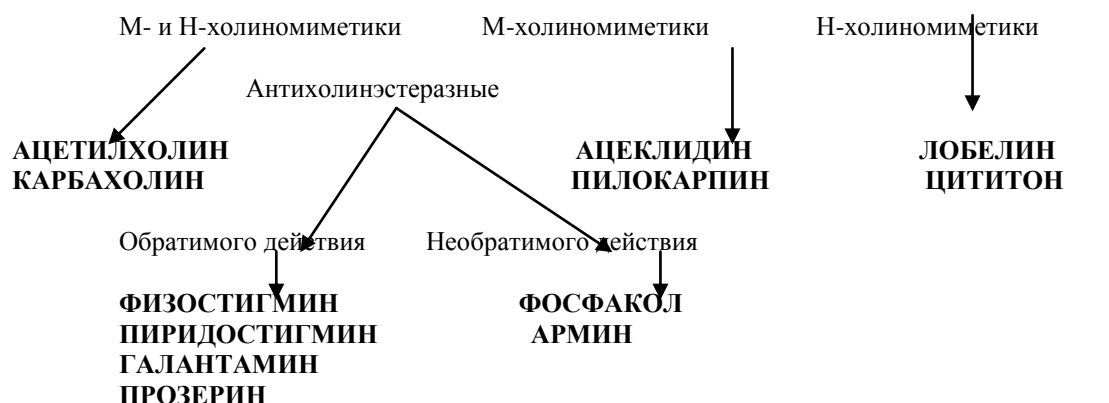 М- и Н-холиномиметики М-холиномиметики Н-холиномиметики
Антихолинэстеразные
АЦЕТИЛХОЛИН АЦЕКЛИДИН ЛОБЕЛИН
КАРБАХОЛИН ПИЛОКАРПИН ЦИТИТОН
Обратимого действия Необратимого действия
ФИЗОСТИГМИН ФОСФАКОЛ
ПИРИДОСТИГМИН АРМИН
ГАЛАНТАМИН
ПРОЗЕРИН